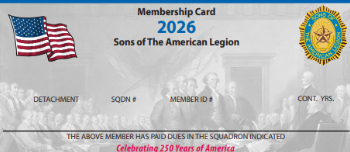 Membership Card
2026
Sons of The American Legion
DETACHMENT SQDN # MEMBER ID # CONT. YRS.
THE ABOVE MEMBER HAS PAID DUES IN THE SQUADRON INDICATED
Celebrating 250 Years of America